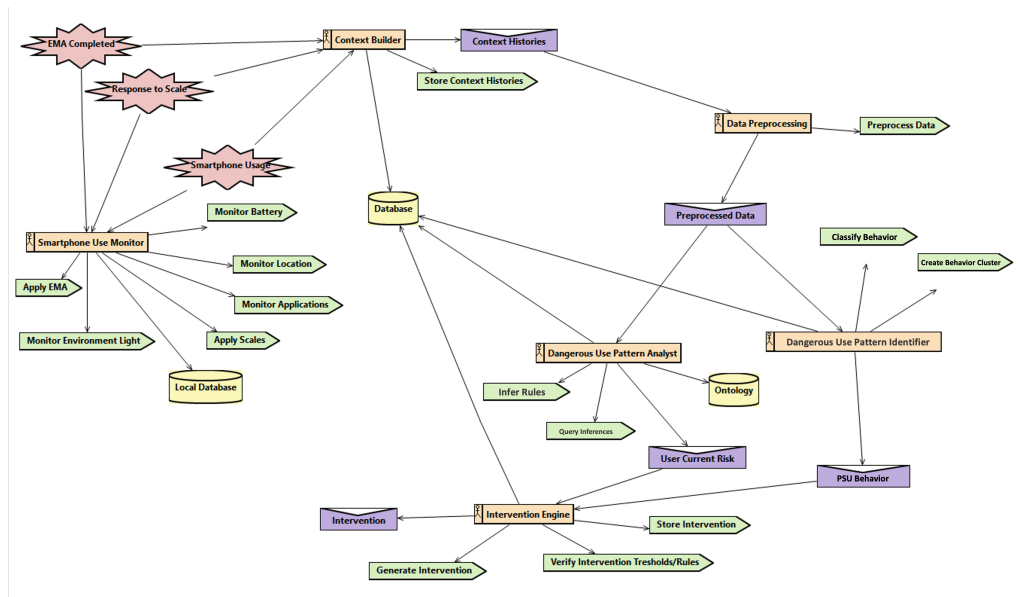 EMA Completed
Context Builder
Context Histories
Response to Scale
Store Context Histories
Data Preprocessing
Preprocess Data
Smartphone Usage
Monitor Battery
Database
Preprocessed Data
Classify Behavior
Smartphone Use Monitor
Create Behavior Cluster
Monitor Location
Apply EMA
Monitor Applications
Monitor Environment Light
Apply Scales
Dangerous Use Pattern Identifier
Dangerous Use Pattern Analyst
Local Database
Infer Rules
Ontology
Query Inferences
User Current Risk
PSU Behavior
Intervention
Intervention Engine
Store Intervention
Generate Intervention
Verify Intervention Tresholds/Rules